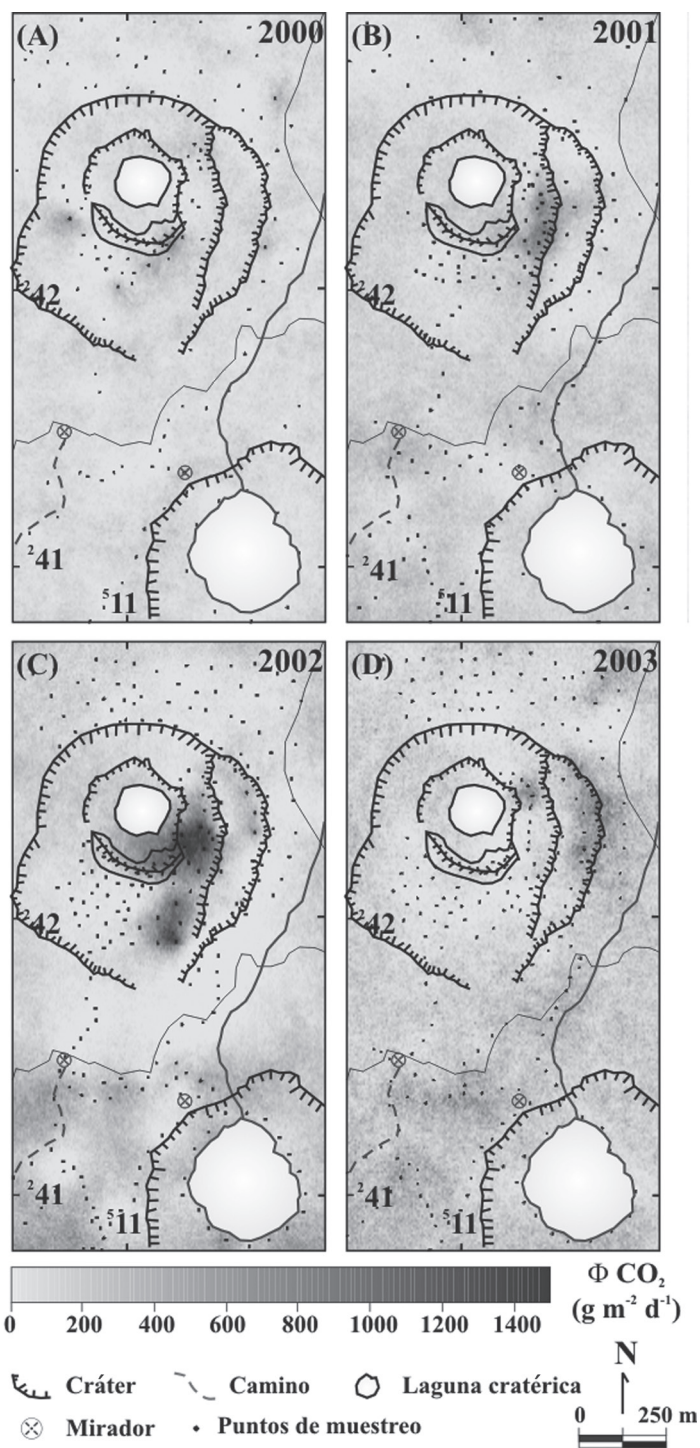 (A) 2000
(B) 2001
²42
²42
²41
²41
⁵11
⁵11
(C) 2002
(D) 2003
²42
²42
²41
²41
⁵11
⁵11
Φ CO₂
(g m⁻² d⁻¹)
0 200 400 600 800 1000 1200 1400
N
Cráter Camino Laguna cratérica
Mirador Puntos de muestreo
0 250 m